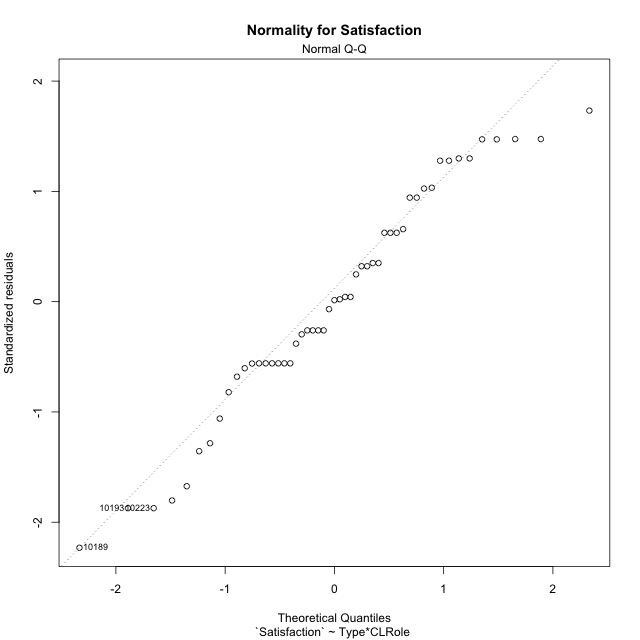 Normality for Satisfaction
Normal Q-Q
2
1
0
-1
-2
Standardized residuals
10193
10223
10189
-2
-1
0
1
2
Theoretical Quantiles
`Satisfaction` ~ Type*CLRole